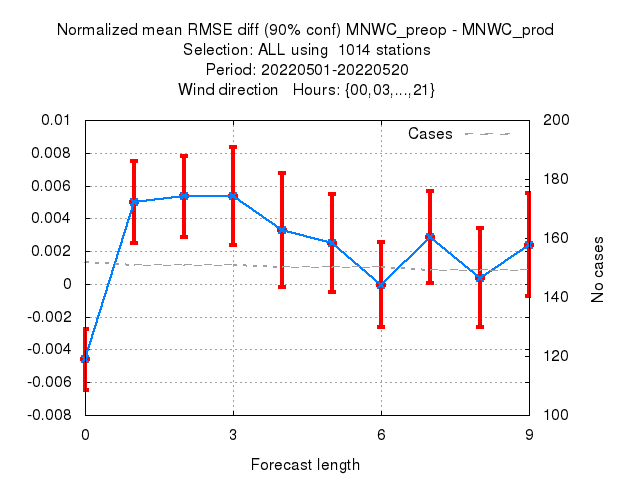 Normalized mean RMSE diff (90% conf) MNWC_preop - MNWC_prod
Selection: ALL using  1014 stations
Period: 20220501-20220520
Wind direction   Hours: {00,03,...,21}
Cases
0.01
0.008
0.006
0.004
0.002
0
-0.002
-0.004
-0.006
-0.008
200
180
160
140
120
100
No cases
0 3 6 9
Forecast length